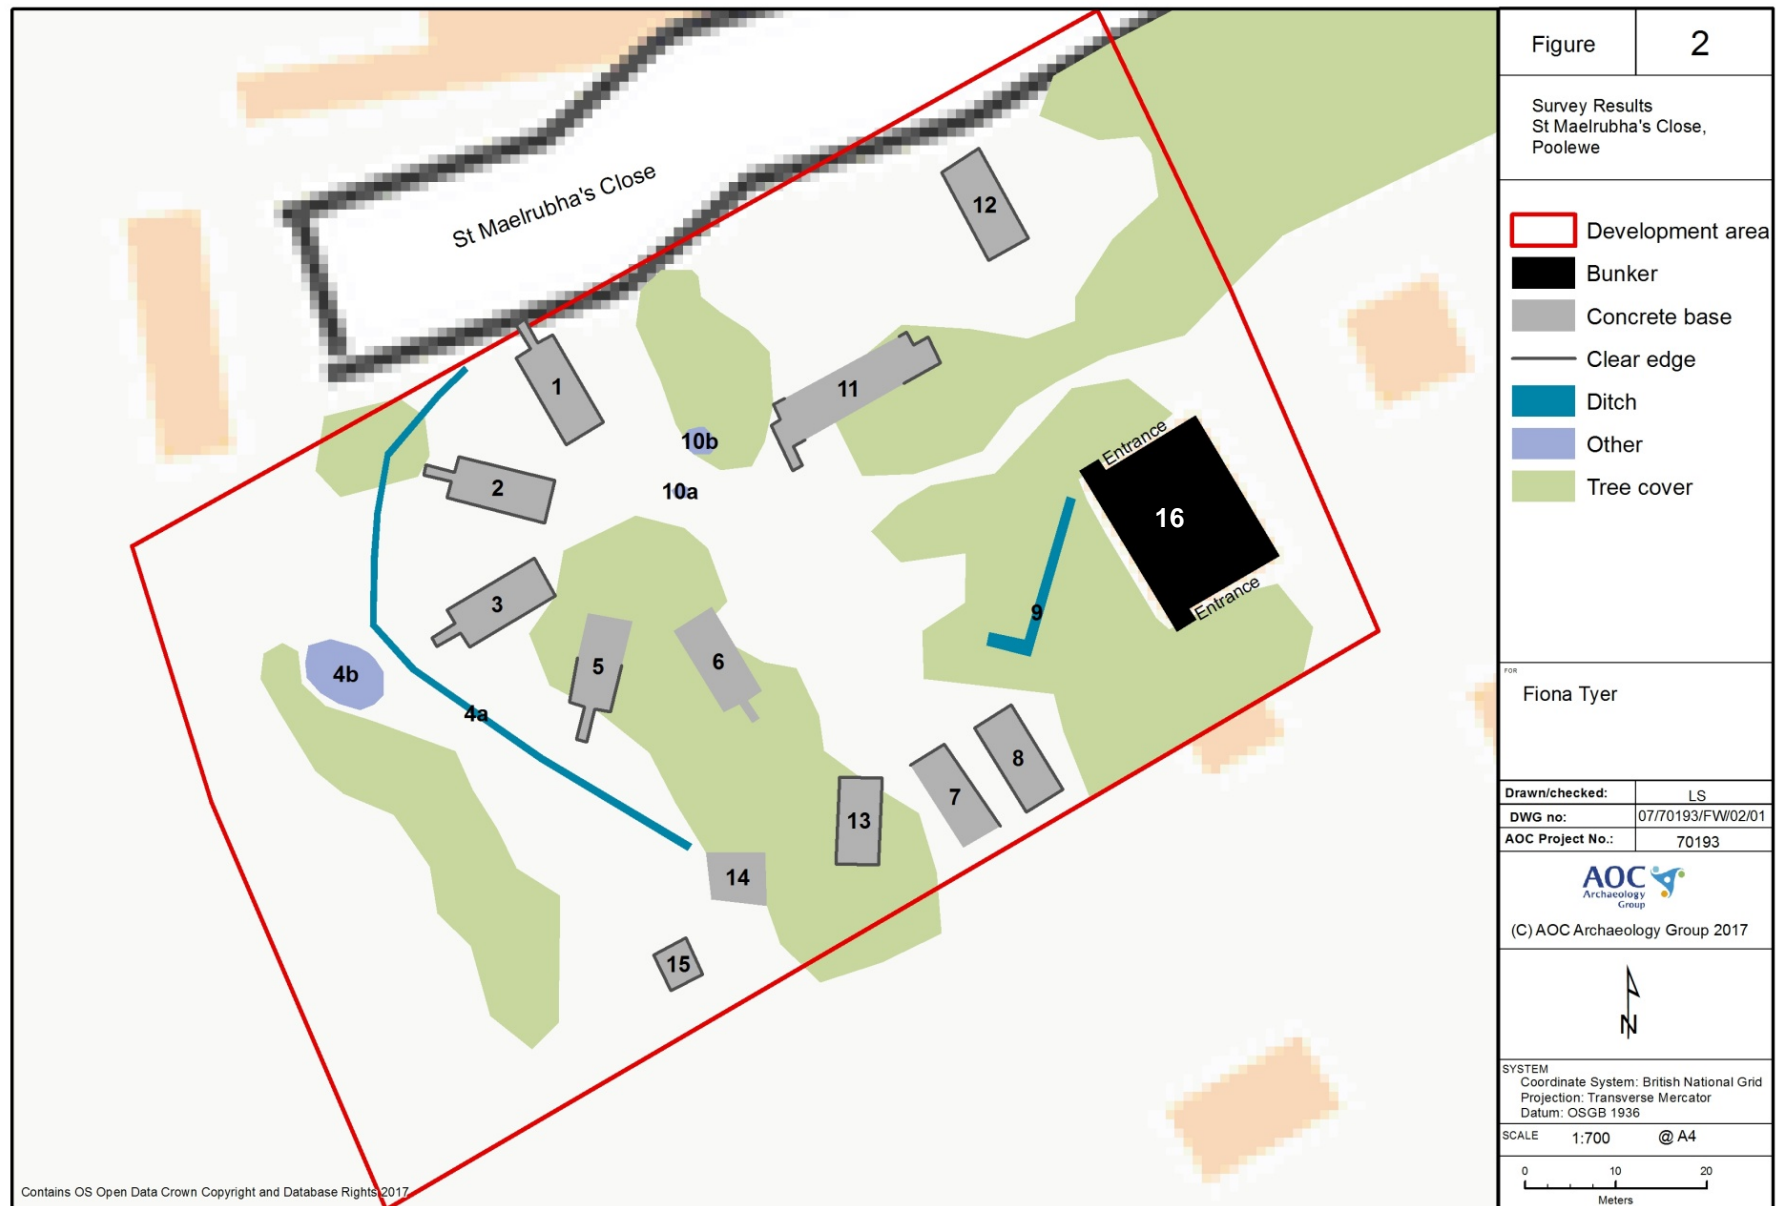 St Maelrubha's Close
12
1
11
10b
2
10a
Entrance
16
3
9
Entrance
5
6
4b
4a
8
7
13
14
15
Contains OS Open Data Crown Copyright and Database Rights 2017
Figure 2
Survey Results
St Maelrubha's Close,
Poolewe
Development area
Bunker
Concrete base
Clear edge
Ditch
Other
Tree cover
FOR
Fiona Tyer
Drawn/checked: LS
DWG no: 07/70193/FW/02/01
AOC Project No.: 70193
AOC
Archaeology
Group
(C) AOC Archaeology Group 2017
N
SYSTEM
Coordinate System: British National Grid
Projection: Transverse Mercator
Datum: OSGB 1936
SCALE 1:700 @ A4
0 10 20
Meters